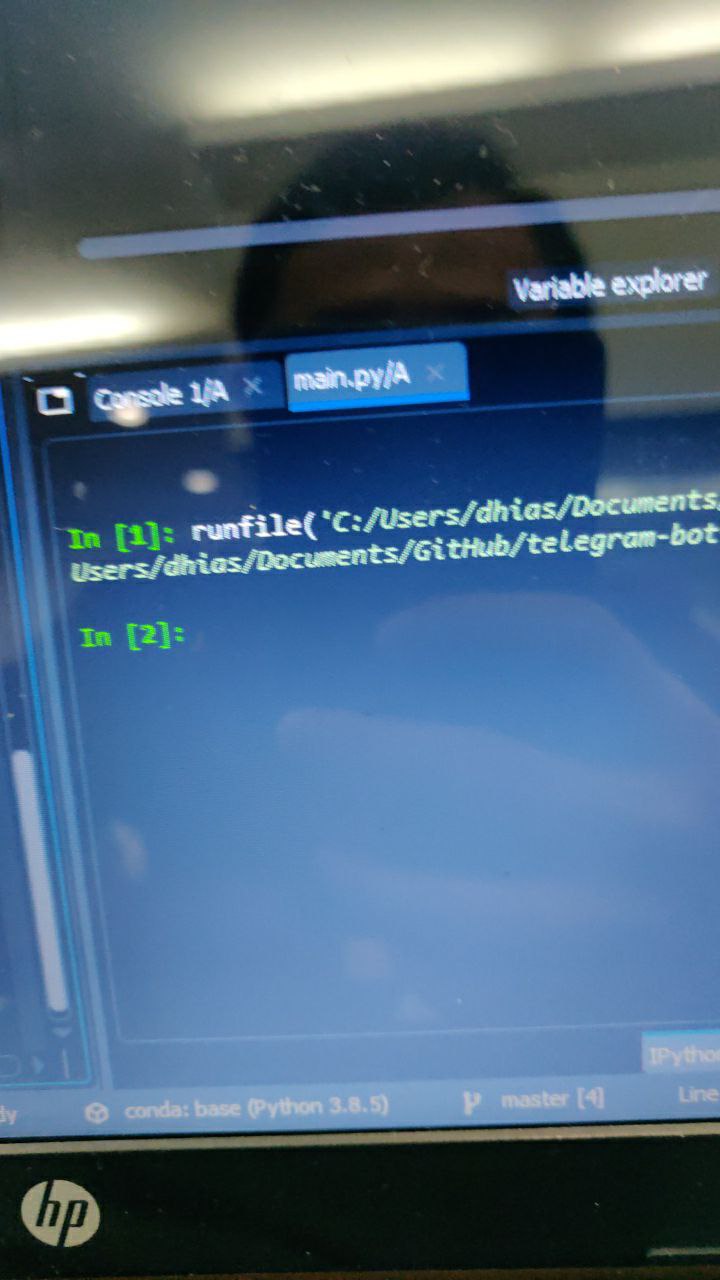 Variable explorer
Console 1/A
main.py/A
In [1]: runfile('C:/Users/dhias/Documents/
Users/dhias/Documents/GitHub/telegram-bot
In [2]:
IPytho
dy
conda: base (Python 3.8.5)
master [4]
Line
hp